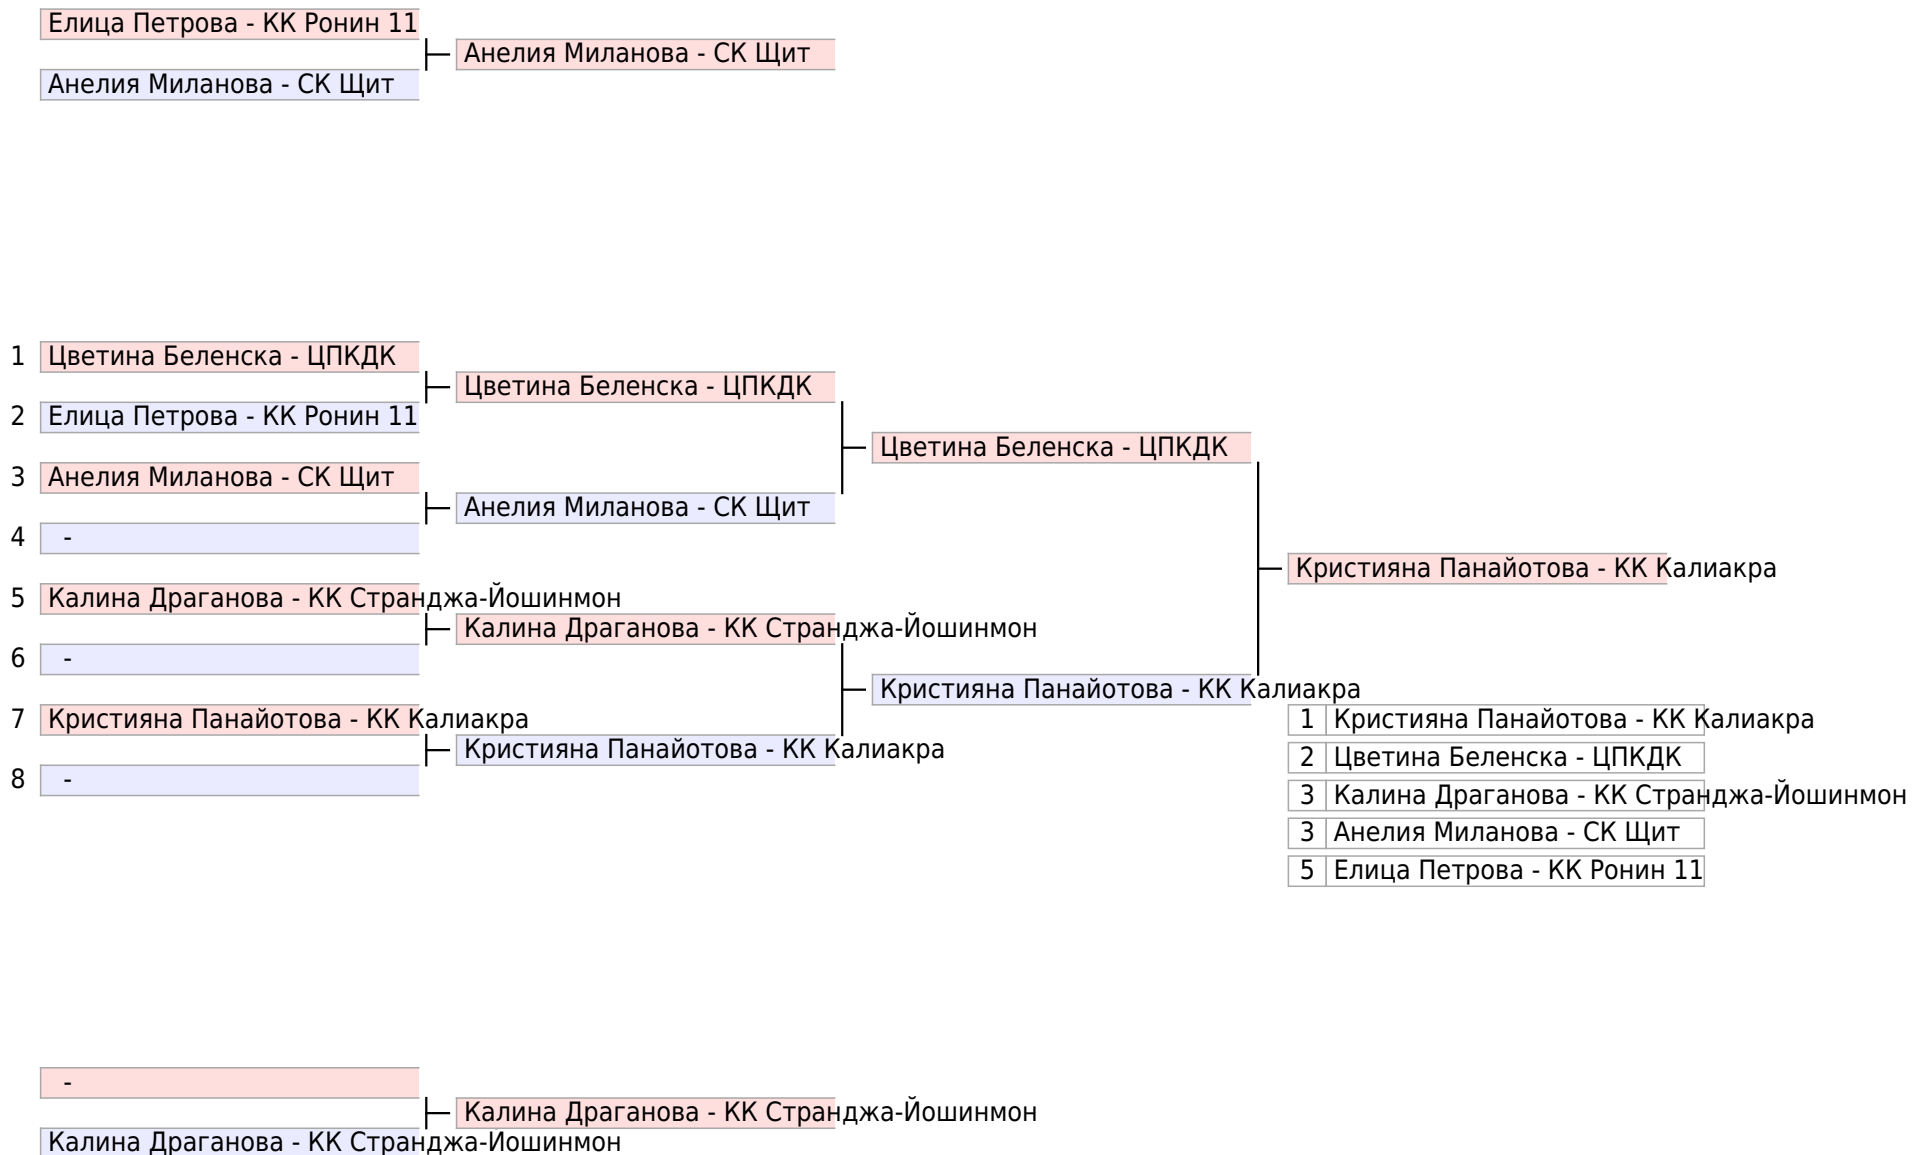 Елица Петрова - КК Ронин 11
Анелия Миланова - СК Щит
Анелия Миланова - СК Щит
1 Цветина Беленска - ЦПКДК
Цветина Беленска - ЦПКДК
2 Елица Петрова - КК Ронин 11
Цветина Беленска - ЦПКДК
3 Анелия Миланова - СК Щит
Анелия Миланова - СК Щит
4 -
Кристияна Панайотова - КК Калиакра
5 Калина Драганова - КК Странджа-Йошинмон
Калина Драганова - КК Странджа-Йошинмон
6 -
Кристияна Панайотова - КК Калиакра
7 Кристияна Панайотова - КК Калиакра
Кристияна Панайотова - КК Калиакра
8 -
1 Кристияна Панайотова - КК Калиакра
2 Цветина Беленска - ЦПКДК
3 Калина Драганова - КК Странджа-Йошинмон
3 Анелия Миланова - СК Щит
5 Елица Петрова - КК Ронин 11
-
Калина Драганова - КК Странджа-Йошинмон
Калина Драганова - КК Странджа-Йошинмон